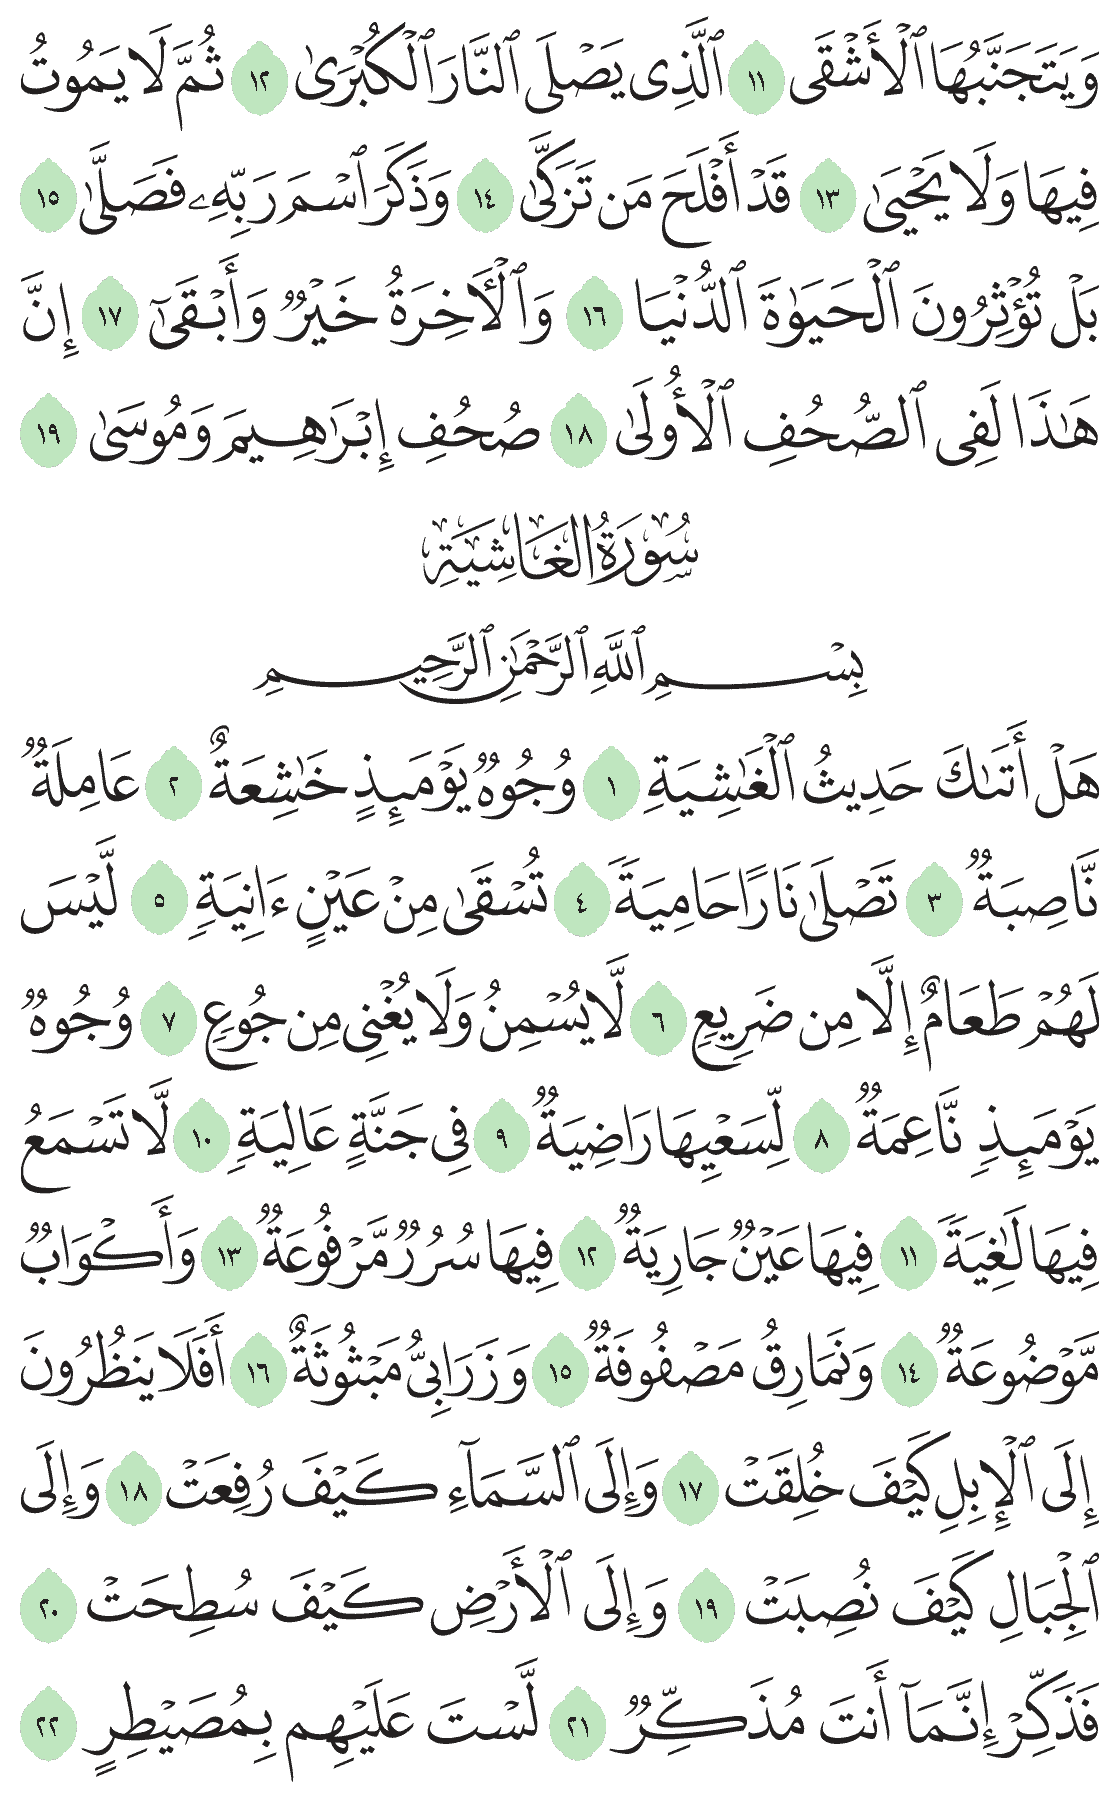 وَيَتَجَنَّبُهَا ٱلْأَشْقَى ١١ ٱلَّذِى يَصْلَى ٱلنَّارَ ٱلْكُبْرَىٰ ١٢ ثُمَّ لَا يَمُوتُ
فِيهَا وَلَا يَحْيَىٰ ١٣ قَدْ أَفْلَحَ مَن تَزَكَّىٰ ١٤ وَذَكَرَ ٱسْمَ رَبِّهِۦ فَصَلَّىٰ ١٥
بَلْ تُؤْثِرُونَ ٱلْحَيَوٰةَ ٱلدُّنْيَا ١٦ وَٱلْـَٔاخِرَةُ خَيْرٌ وَأَبْقَىٰٓ ١٧ إِنَّ
هَـٰذَا لَفِى ٱلصُّحُفِ ٱلْأُولَىٰ ١٨ صُحُفِ إِبْرَٰهِيمَ وَمُوسَىٰ ١٩
سُورَةُ الغَاشِيَةِ
بِسْمِ ٱللَّهِ ٱلرَّحْمَـٰنِ ٱلرَّحِيمِ
هَلْ أَتَىٰكَ حَدِيثُ ٱلْغَـٰشِيَةِ ١ وُجُوهٌ يَوْمَئِذٍ خَـٰشِعَةٌ ٢ عَامِلَةٌ
نَّاصِبَةٌ ٣ تَصْلَىٰ نَارًا حَامِيَةً ٤ تُسْقَىٰ مِنْ عَيْنٍ ءَانِيَةٍ ٥ لَّيْسَ
لَهُمْ طَعَامٌ إِلَّا مِن ضَرِيعٍ ٦ لَّا يُسْمِنُ وَلَا يُغْنِى مِن جُوعٍ ٧ وُجُوهٌ
يَوْمَئِذٍ نَّاعِمَةٌ ٨ لِّسَعْيِهَا رَاضِيَةٌ ٩ فِى جَنَّةٍ عَالِيَةٍ ١٠ لَّا تَسْمَعُ
فِيهَا لَـٰغِيَةً ١١ فِيهَا عَيْنٌ جَارِيَةٌ ١٢ فِيهَا سُرُرٌ مَّرْفُوعَةٌ ١٣ وَأَكْوَابٌ
مَّوْضُوعَةٌ ١٤ وَنَمَارِقُ مَصْفُوفَةٌ ١٥ وَزَرَابِىُّ مَبْثُوثَةٌ ١٦ أَفَلَا يَنظُرُونَ
إِلَى ٱلْإِبِلِ كَيْفَ خُلِقَتْ ١٧ وَإِلَى ٱلسَّمَآءِ كَيْفَ رُفِعَتْ ١٨ وَإِلَى
ٱلْجِبَالِ كَيْفَ نُصِبَتْ ١٩ وَإِلَى ٱلْأَرْضِ كَيْفَ سُطِحَتْ ٢٠
فَذَكِّرْ إِنَّمَآ أَنتَ مُذَكِّرٌ ٢١ لَّسْتَ عَلَيْهِم بِمُصَيْطِرٍ ٢٢